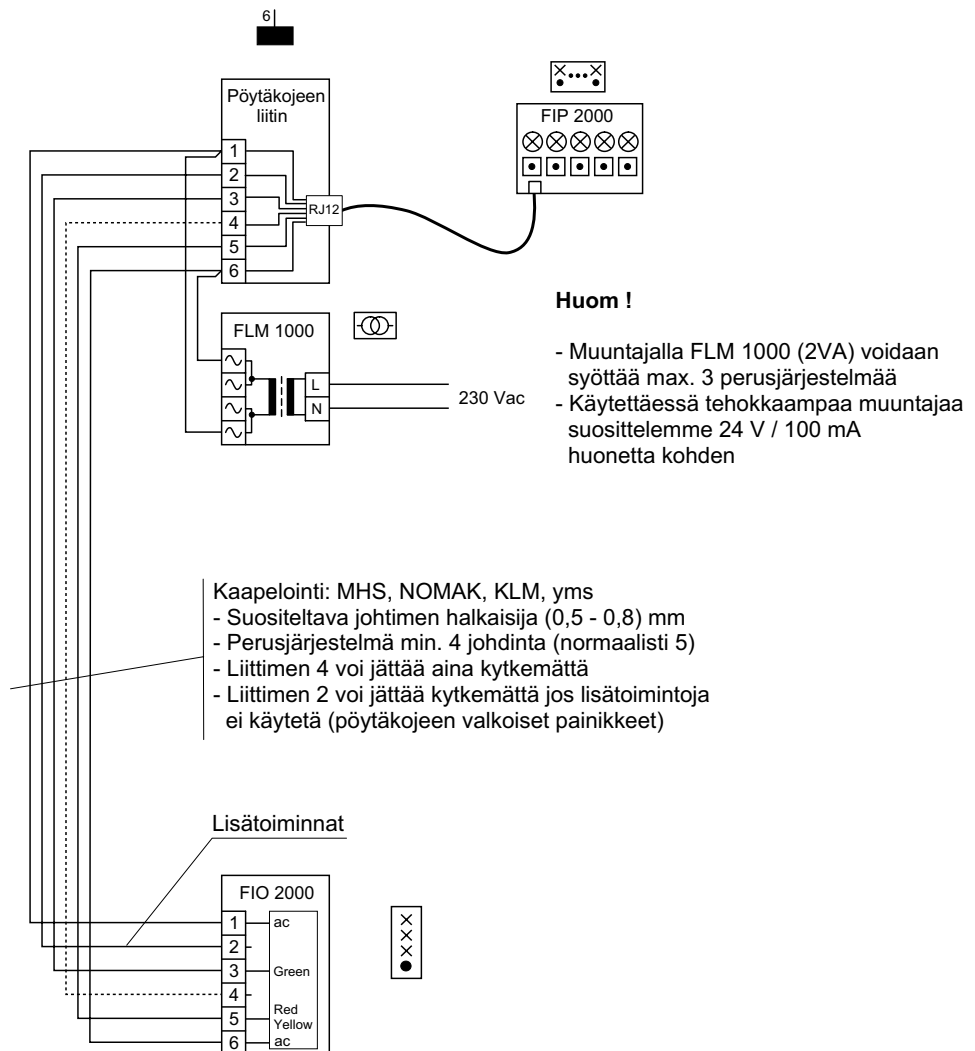 6
Pöytäkojeen
liitin
1
2
3
4
5
6
RJ12
FIP 2000
FLM 1000
L
N
230 Vac
Huom !
- Muuntajalla FLM 1000 (2VA) voidaan
syöttää max. 3 perusjärjestelmää
- Käytettäessä tehokkaampaa muuntajaa
suosittelemme 24 V / 100 mA
huonetta kohden
Kaapelointi: MHS, NOMAK, KLM, yms
- Suositeltava johtimen halkaisija (0,5 - 0,8) mm
- Perusjärjestelmä min. 4 johdinta (normaalisti 5)
- Liittimen 4 voi jättää aina kytkemättä
- Liittimen 2 voi jättää kytkemättä jos lisätoimintoja
ei käytetä (pöytäkojeen valkoiset painikkeet)
Lisätoiminnat
FIO 2000
1 ac
2
3 Green
4
5 Red
Yellow
6 ac